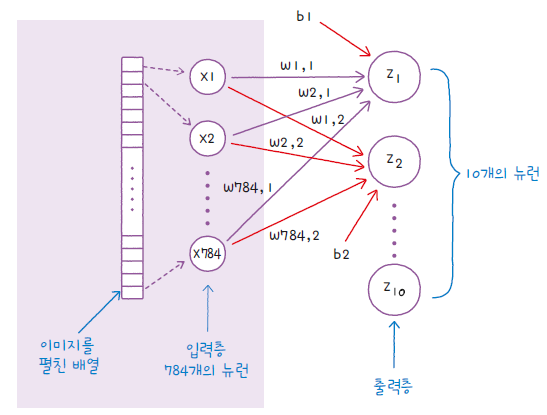 b1
x1
w1,1
z1
w2,1
w1,2
x2
w2,2
z2
10개의 뉴런
w784,1
x784
w784,2
b2
z10
이미지를
펼친 배열
입력층
784개의 뉴런
출력층